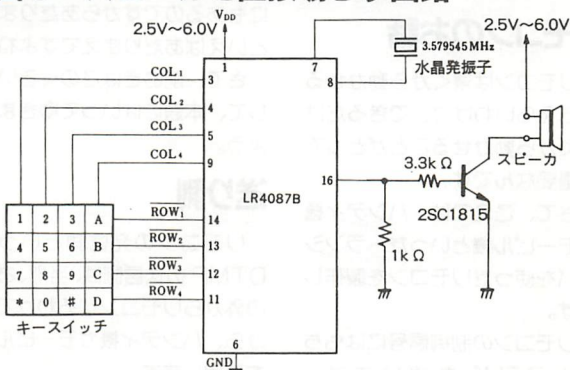 2.5V～6.0V
VDD
1
7
8
3.579545MHz
水晶発振子
2.5V～6.0V
スピーカ
COL1
3
COL2
4
COL3
5
COL4
9
16
3.3kΩ
2SC1815
1kΩ
LR4087B
ROW1
14
ROW2
13
ROW3
12
ROW4
11
1 2 3 A
4 5 6 B
7 8 9 C
* 0 # D
キースイッチ
6
GND